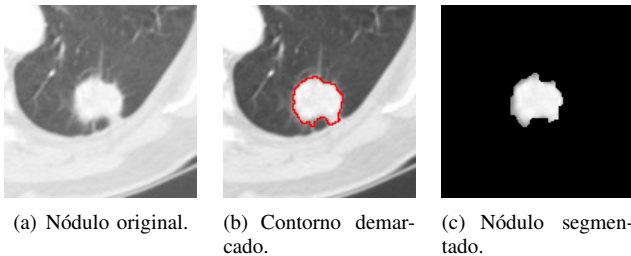 (a) Nódulo original.
(b) Contorno demar-
cado.
(c) Nódulo segmen-
tado.